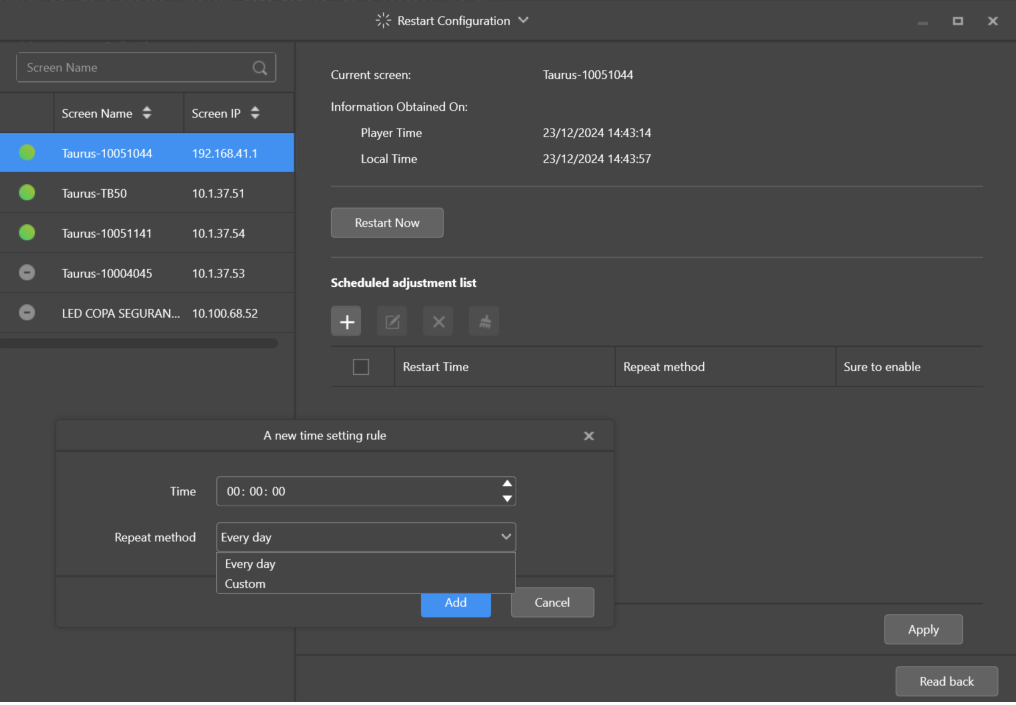 Restart Configuration
Screen Name
Screen Name Screen IP
Taurus-10051044 192.168.41.1
Taurus-TB50 10.1.37.51
Taurus-10051141 10.1.37.54
Taurus-10004045 10.1.37.53
LED COPA SEGURAN... 10.100.68.52
Current screen: Taurus-10051044
Information Obtained On:
Player Time 23/12/2024 14:43:14
Local Time 23/12/2024 14:43:57
Restart Now
Scheduled adjustment list
Restart Time Repeat method Sure to enable
A new time setting rule
Time 00: 00: 00
Repeat method Every day
Every day
Custom
Add Cancel
Apply
Read back